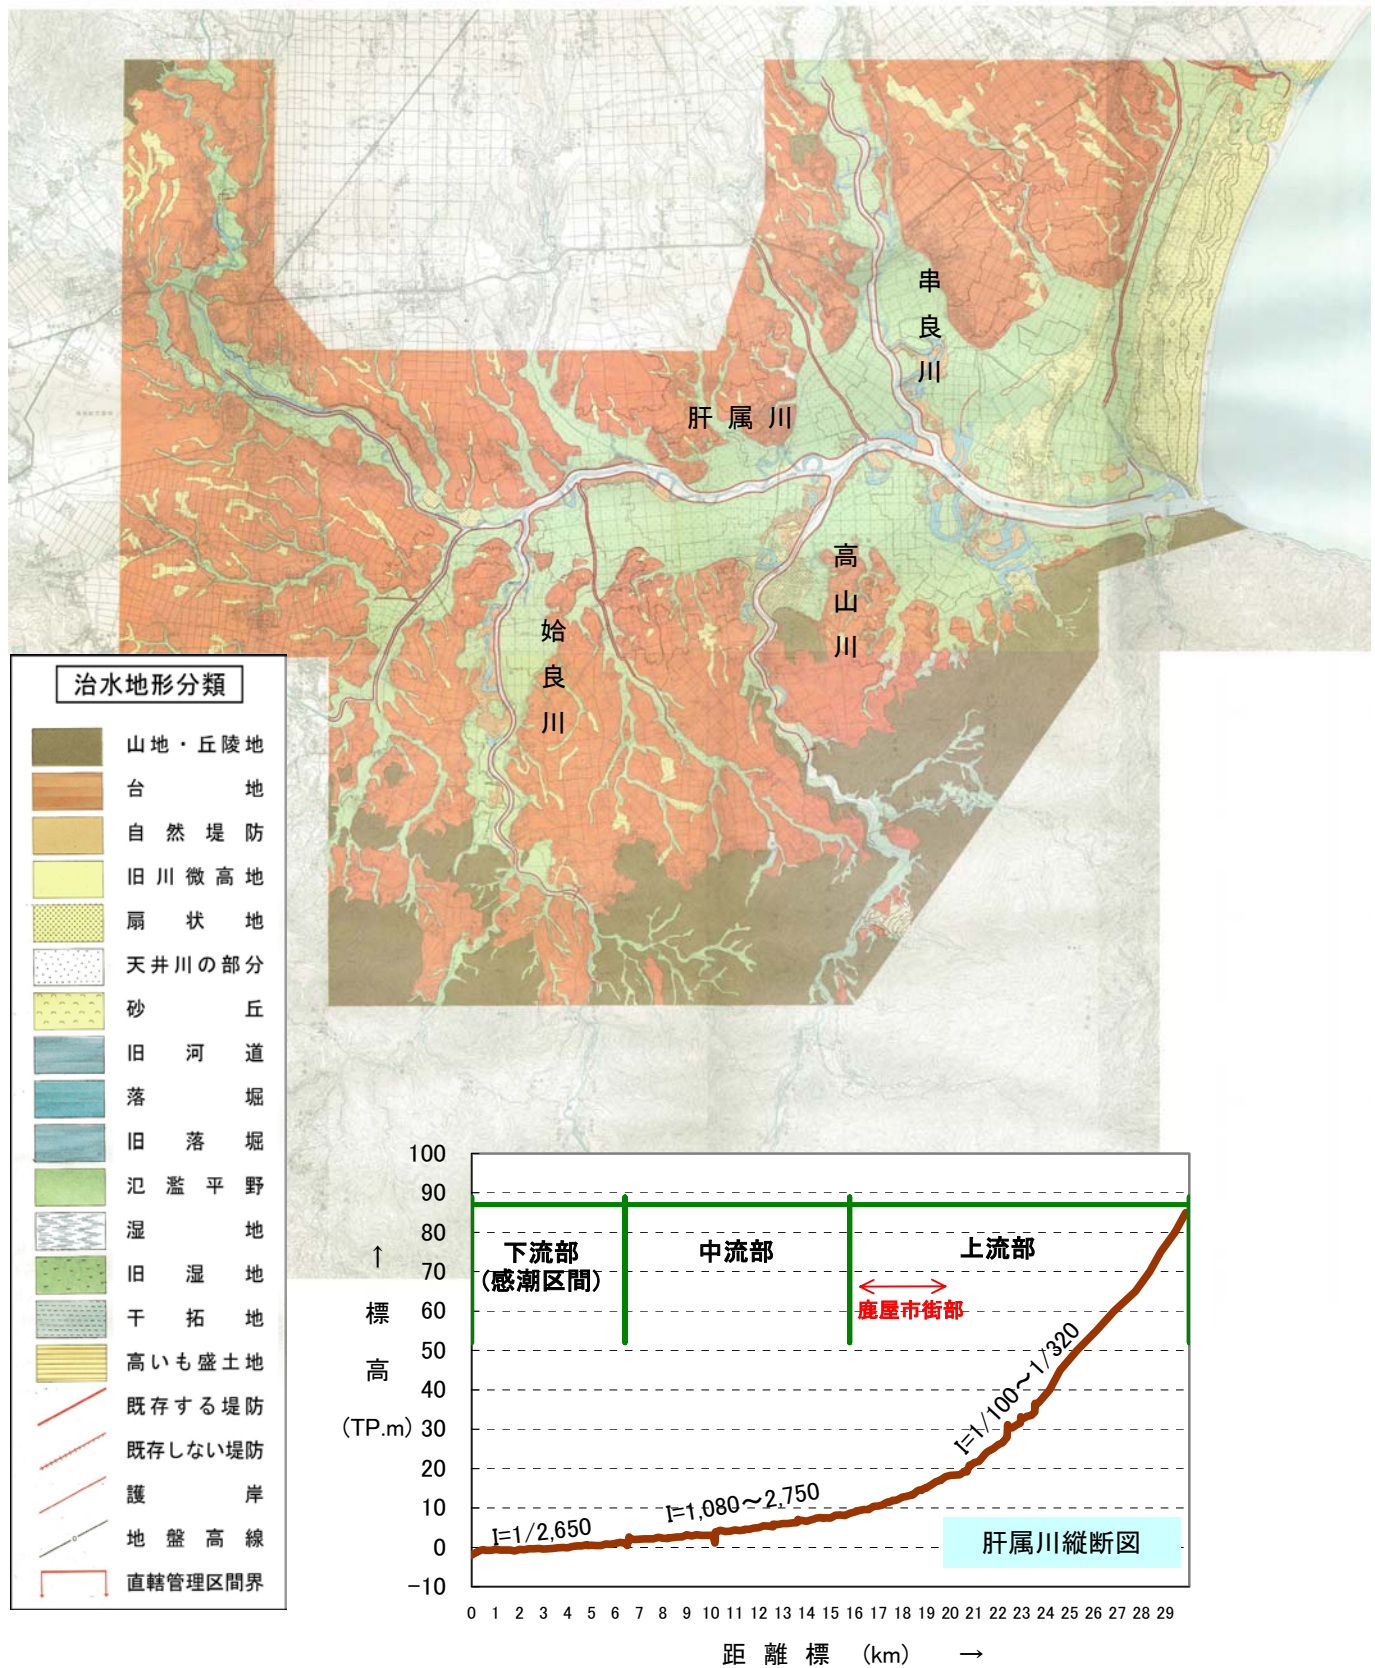 串良川
肝属川
高山川
姶良川
治水地形分類
山地・丘陵地
台地
自然堤防
旧川微高地
扇状地
天井川の部分
砂丘
旧河道
落堀
旧落堀
氾濫平野
湿地
旧湿地
干拓地
高いも盛土地
既存する堤防
既存しない堤防
護岸
地盤高線
直轄管理区間界
100
90
80
70
60
50
40
30
20
10
0
-10
↑
標
高
(TP.m)
下流部
(感潮区間)
中流部
上流部
鹿屋市街部
I=1/2,650
I=1,080～2,750
I=1/100～1/320
肝属川縦断図
0 1 2 3 4 5 6 7 8 9 10 11 12 13 14 15 16 17 18 19 20 21 22 23 24 25 26 27 28 29
距離標 (km) →